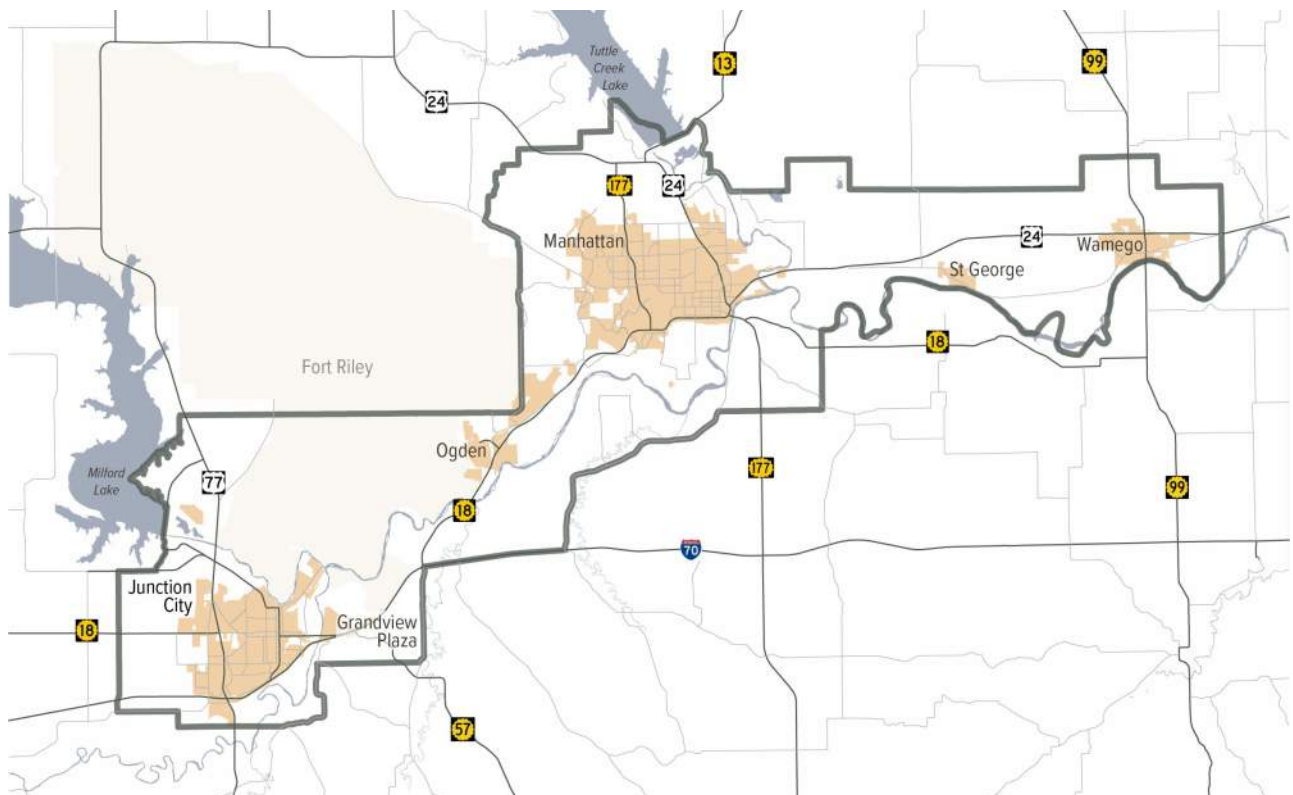 Tuttle
Creek
Lake
13
99
24
177
24
Manhattan
24
Wamego
St George
18
Fort Riley
Ogden
177
Milford
Lake
77
99
18
70
Junction
City
Grandview
Plaza
18
57